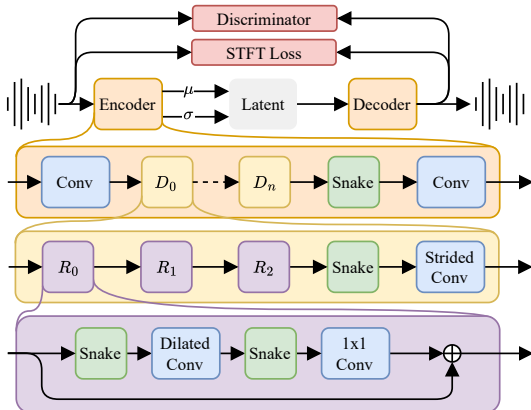 Discriminator
STFT Loss
Encoder
μ
σ
Latent
Decoder
Conv
D₀
Dₙ
Snake
Conv
R₀
R₁
R₂
Snake
Strided
Conv
Snake
Dilated
Conv
Snake
1x1
Conv